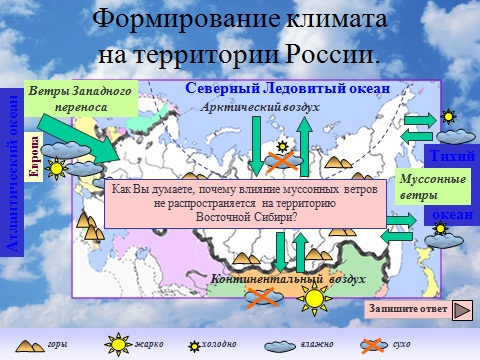 Формирование климата
на территории России.
Ветры Западного
переноса
Северный Ледовитый океан
Арктический воздух
Атлантический океан
Европа
Тихий
океан
Муссонные
ветры
Как Вы думаете, почему влияние муссонных ветров
не распространяется на территорию
Восточной Сибири?
Континентальный воздух
Запишите ответ
горы
жарко
холодно
влажно
сухо